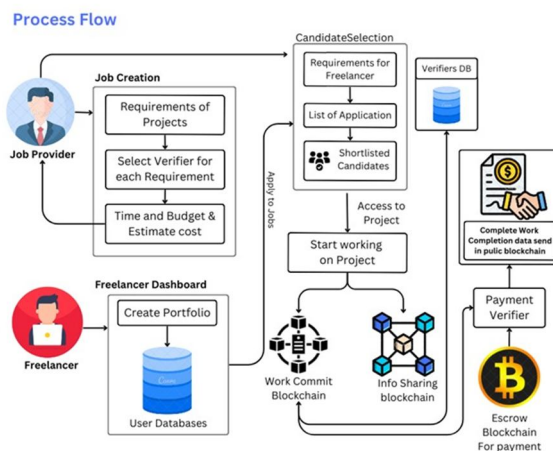 Process Flow
CandidateSelection
Requirements for
Freelancer
List of Application
Shortlisted
Candidates
Verifiers DB
Job Creation
Requirements of
Projects
Select Verifier for
each Requirement
Time and Budget &
Estimate cost
Job Provider
Apply to Jobs
Access to
Project
Start working
on Project
Complete Work
Completion data send
in pulic blockchain
Freelancer Dashboard
Create Portfolio
Canva
User Databases
Freelancer
Work Commit
Blockchain
Info Sharing
blockchain
Payment
Verifier
Escrow
Blockchain
For payment